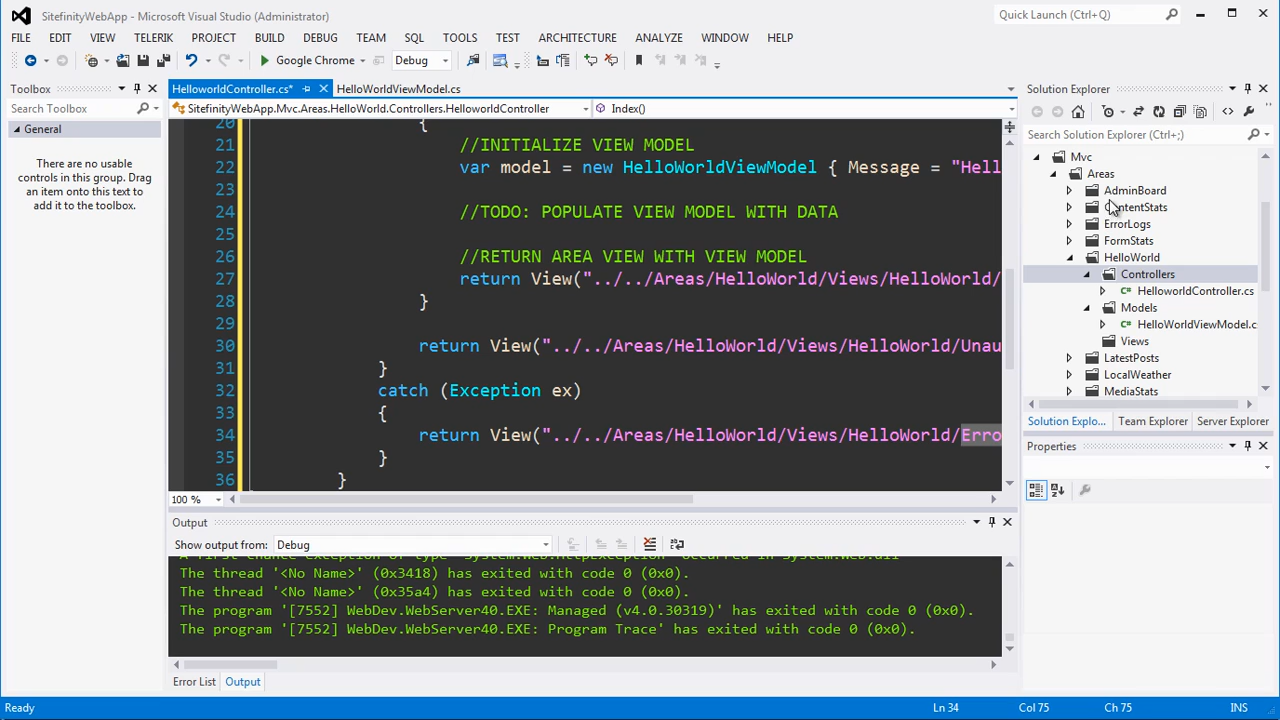 SitefinityWebApp - Microsoft Visual Studio (Administrator)
Quick Launch (Ctrl+Q)
FILE EDIT VIEW TELERIK PROJECT BUILD DEBUG TEAM SQL TOOLS TEST ARCHITECTURE ANALYZE WINDOW HELP
Google Chrome Debug
Toolbox
Search Toolbox
General
There are no usable
controls in this group. Drag
an item onto this text to
add it to the toolbox.
HelloworldController.cs* HelloWorldViewModel.cs
SitefinityWebApp.Mvc.Areas.HelloWorld.Controllers.HelloworldController Index()
20 {
21 //INITIALIZE VIEW MODEL
22 var model = new HelloWorldViewModel { Message = "Hell
23
24 //TODO: POPULATE VIEW MODEL WITH DATA
25
26 //RETURN AREA VIEW WITH VIEW MODEL
27 return View("../../Areas/HelloWorld/Views/HelloWorld/
28 }
29
30 return View("../../Areas/HelloWorld/Views/HelloWorld/Unau
31 }
32 catch (Exception ex)
33 {
34 return View("../../Areas/HelloWorld/Views/HelloWorld/Erro
35 }
36 }
100 %
Output
Show output from: Debug
A first chance exception of type 'System.Web.HttpException' occurred in System.Web.dll
The thread '<No Name>' (0x3418) has exited with code 0 (0x0).
The thread '<No Name>' (0x35a4) has exited with code 0 (0x0).
The program '[7552] WebDev.WebServer40.EXE: Managed (v4.0.30319)' has exited with code 0 (0x0).
The program '[7552] WebDev.WebServer40.EXE: Program Trace' has exited with code 0 (0x0).
Error List Output
Solution Explorer
Search Solution Explorer (Ctrl+;)
Mvc
Areas
AdminBoard
ContentStats
ErrorLogs
FormStats
HelloWorld
Controllers
HelloworldController.cs
Models
HelloWorldViewModel.c
Views
LatestPosts
LocalWeather
MediaStats
Solution Explo... Team Explorer Server Explorer
Properties
Ready Ln 34 Col 75 Ch 75 INS